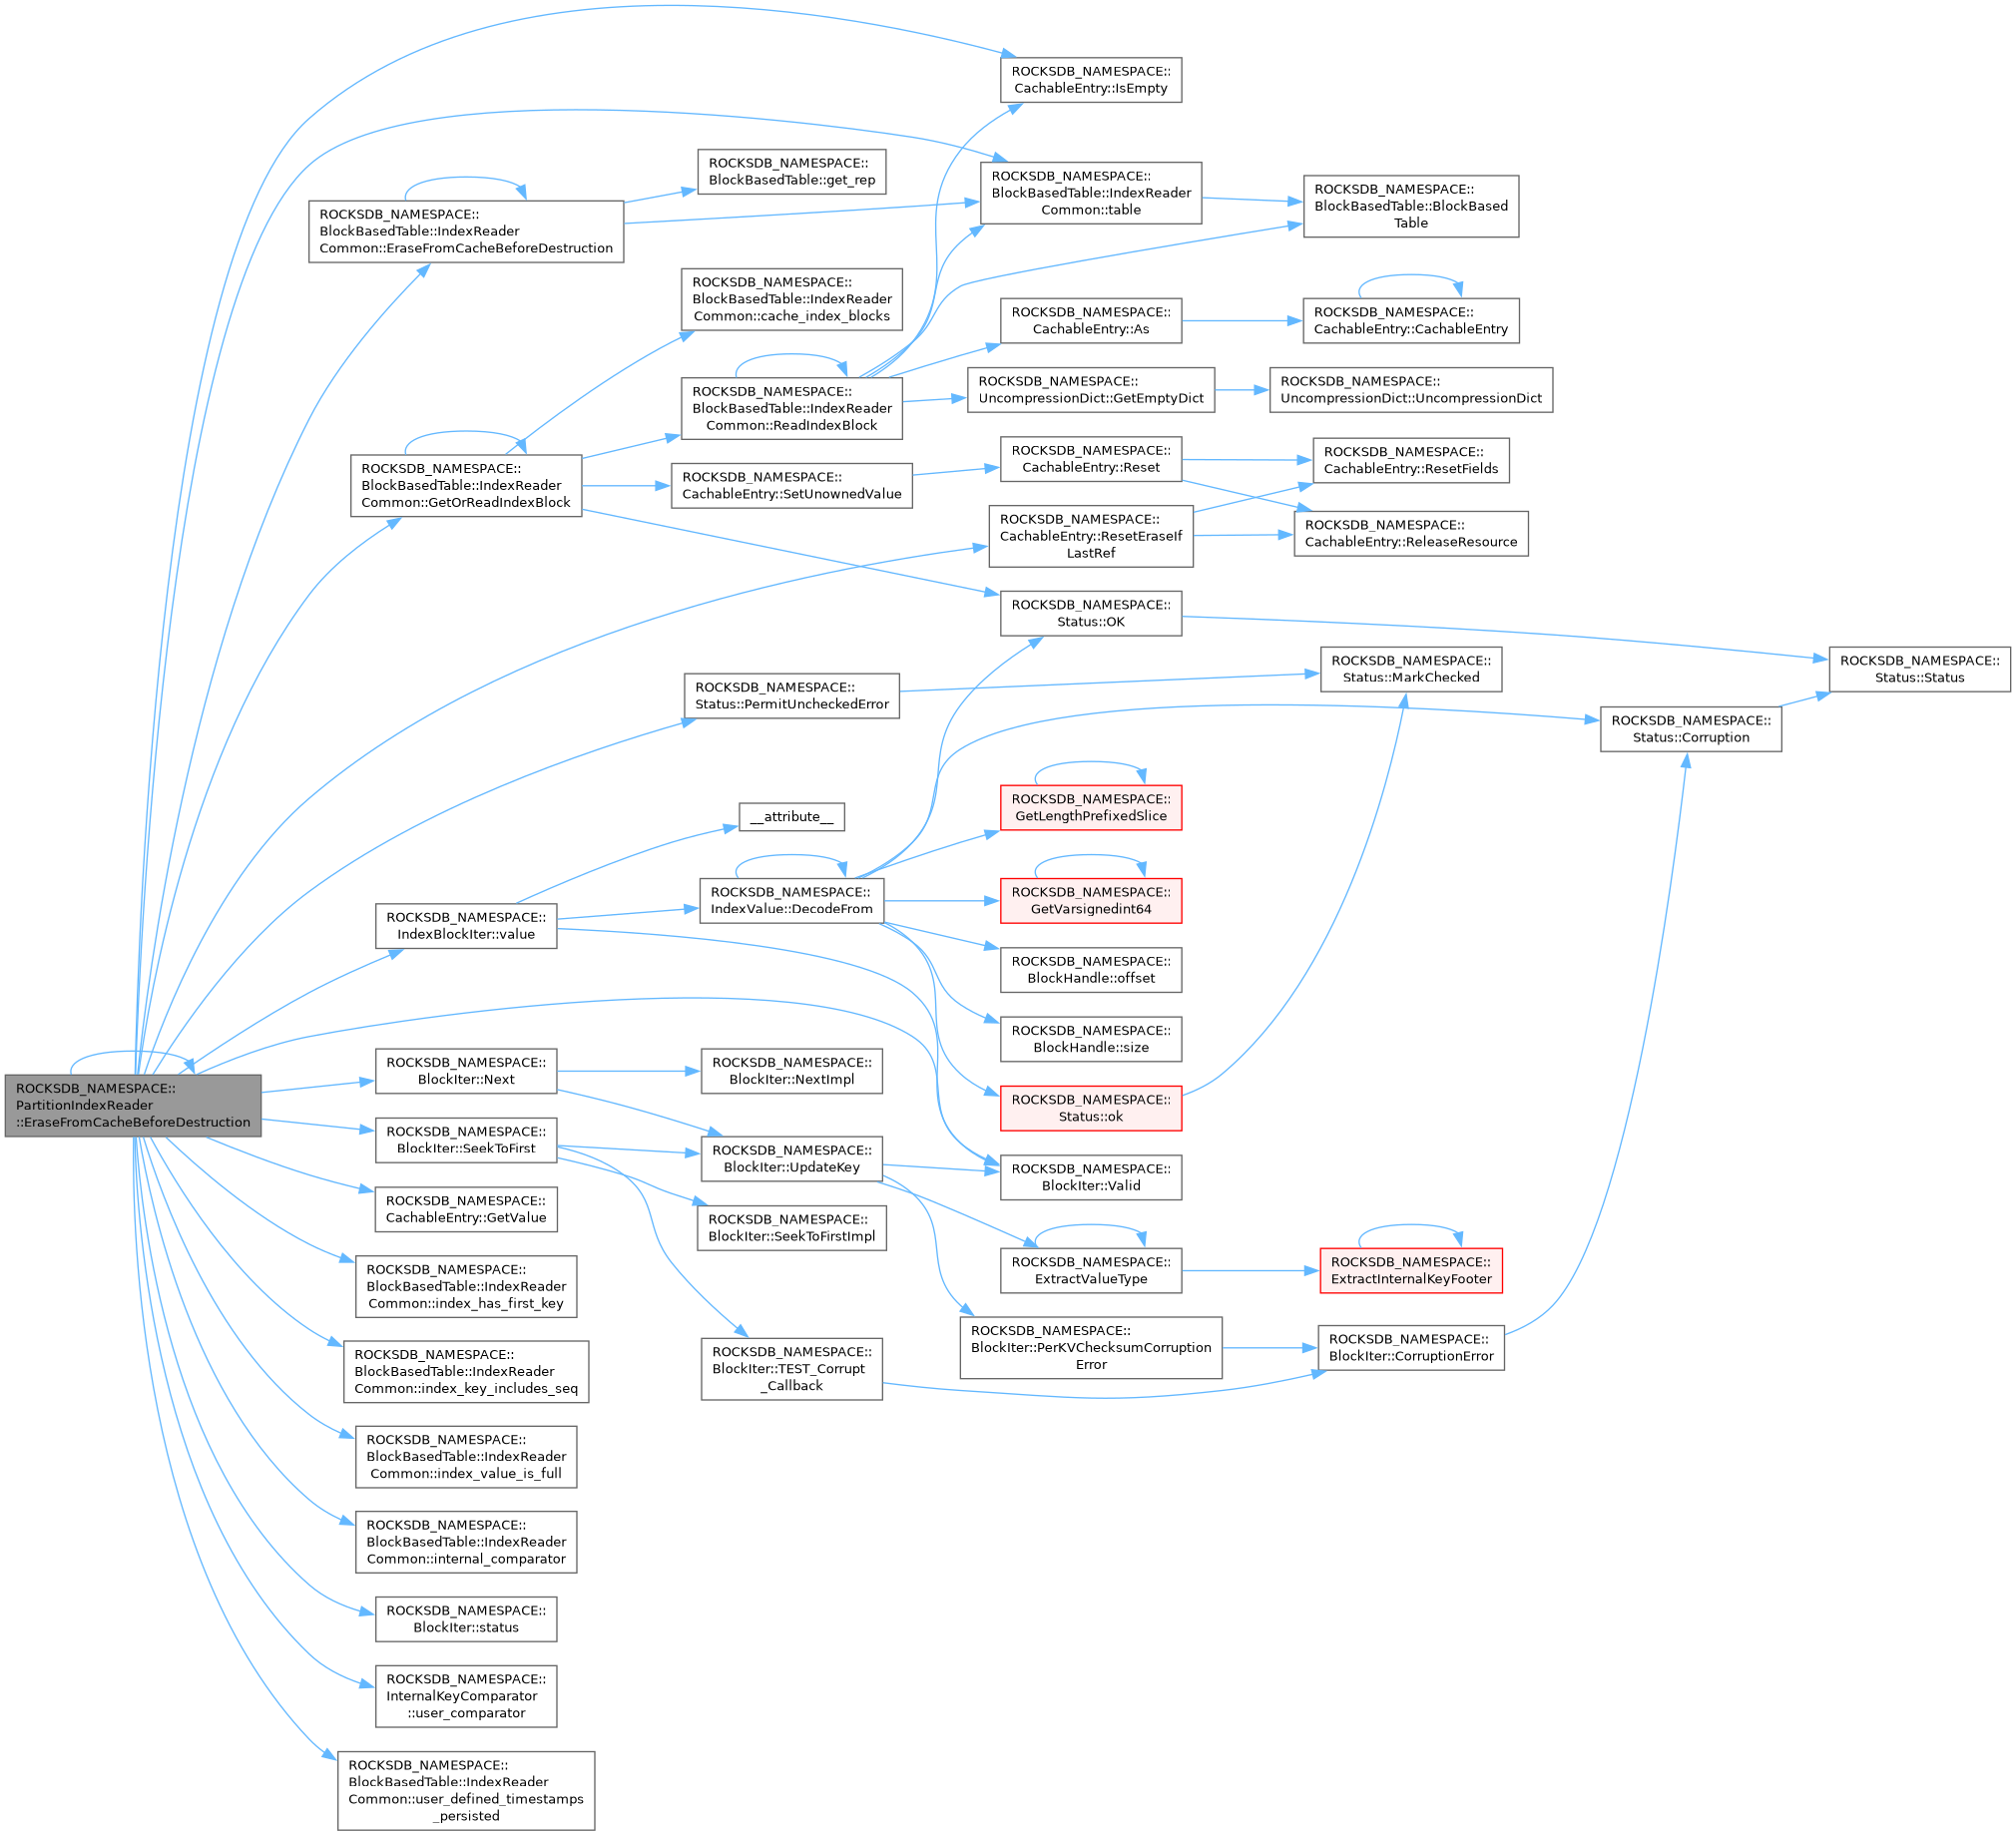 ROCKSDB_NAMESPACE::
PartitionIndexReader
::EraseFromCacheBeforeDestruction
ROCKSDB_NAMESPACE::
BlockBasedTable::IndexReader
Common::EraseFromCacheBeforeDestruction
ROCKSDB_NAMESPACE::
BlockBasedTable::get_rep
ROCKSDB_NAMESPACE::
CachableEntry::IsEmpty
ROCKSDB_NAMESPACE::
BlockBasedTable::IndexReader
Common::table
ROCKSDB_NAMESPACE::
BlockBasedTable::BlockBased
Table
ROCKSDB_NAMESPACE::
BlockBasedTable::IndexReader
Common::cache_index_blocks
ROCKSDB_NAMESPACE::
CachableEntry::As
ROCKSDB_NAMESPACE::
CachableEntry::CachableEntry
ROCKSDB_NAMESPACE::
BlockBasedTable::IndexReader
Common::ReadIndexBlock
ROCKSDB_NAMESPACE::
UncompressionDict::GetEmptyDict
ROCKSDB_NAMESPACE::
UncompressionDict::UncompressionDict
ROCKSDB_NAMESPACE::
BlockBasedTable::IndexReader
Common::GetOrReadIndexBlock
ROCKSDB_NAMESPACE::
CachableEntry::SetUnownedValue
ROCKSDB_NAMESPACE::
CachableEntry::Reset
ROCKSDB_NAMESPACE::
CachableEntry::ResetFields
ROCKSDB_NAMESPACE::
CachableEntry::ResetEraseIf
LastRef
ROCKSDB_NAMESPACE::
CachableEntry::ReleaseResource
ROCKSDB_NAMESPACE::
Status::OK
ROCKSDB_NAMESPACE::
Status::PermitUncheckedError
ROCKSDB_NAMESPACE::
Status::MarkChecked
ROCKSDB_NAMESPACE::
Status::Status
ROCKSDB_NAMESPACE::
Status::Corruption
__attribute__
ROCKSDB_NAMESPACE::
GetLengthPrefixedSlice
ROCKSDB_NAMESPACE::
IndexBlockIter::value
ROCKSDB_NAMESPACE::
IndexValue::DecodeFrom
ROCKSDB_NAMESPACE::
GetVarsignedint64
ROCKSDB_NAMESPACE::
BlockHandle::offset
ROCKSDB_NAMESPACE::
BlockHandle::size
ROCKSDB_NAMESPACE::
Status::ok
ROCKSDB_NAMESPACE::
BlockIter::Next
ROCKSDB_NAMESPACE::
BlockIter::NextImpl
ROCKSDB_NAMESPACE::
BlockIter::SeekToFirst
ROCKSDB_NAMESPACE::
BlockIter::UpdateKey
ROCKSDB_NAMESPACE::
BlockIter::Valid
ROCKSDB_NAMESPACE::
CachableEntry::GetValue
ROCKSDB_NAMESPACE::
BlockIter::SeekToFirstImpl
ROCKSDB_NAMESPACE::
ExtractValueType
ROCKSDB_NAMESPACE::
ExtractInternalKeyFooter
ROCKSDB_NAMESPACE::
BlockBasedTable::IndexReader
Common::index_has_first_key
ROCKSDB_NAMESPACE::
BlockIter::TEST_Corrupt
_Callback
ROCKSDB_NAMESPACE::
BlockIter::PerKVChecksumCorruption
Error
ROCKSDB_NAMESPACE::
BlockIter::CorruptionError
ROCKSDB_NAMESPACE::
BlockBasedTable::IndexReader
Common::index_key_includes_seq
ROCKSDB_NAMESPACE::
BlockBasedTable::IndexReader
Common::index_value_is_full
ROCKSDB_NAMESPACE::
BlockBasedTable::IndexReader
Common::internal_comparator
ROCKSDB_NAMESPACE::
BlockIter::status
ROCKSDB_NAMESPACE::
InternalKeyComparator
::user_comparator
ROCKSDB_NAMESPACE::
BlockBasedTable::IndexReader
Common::user_defined_timestamps
_persisted